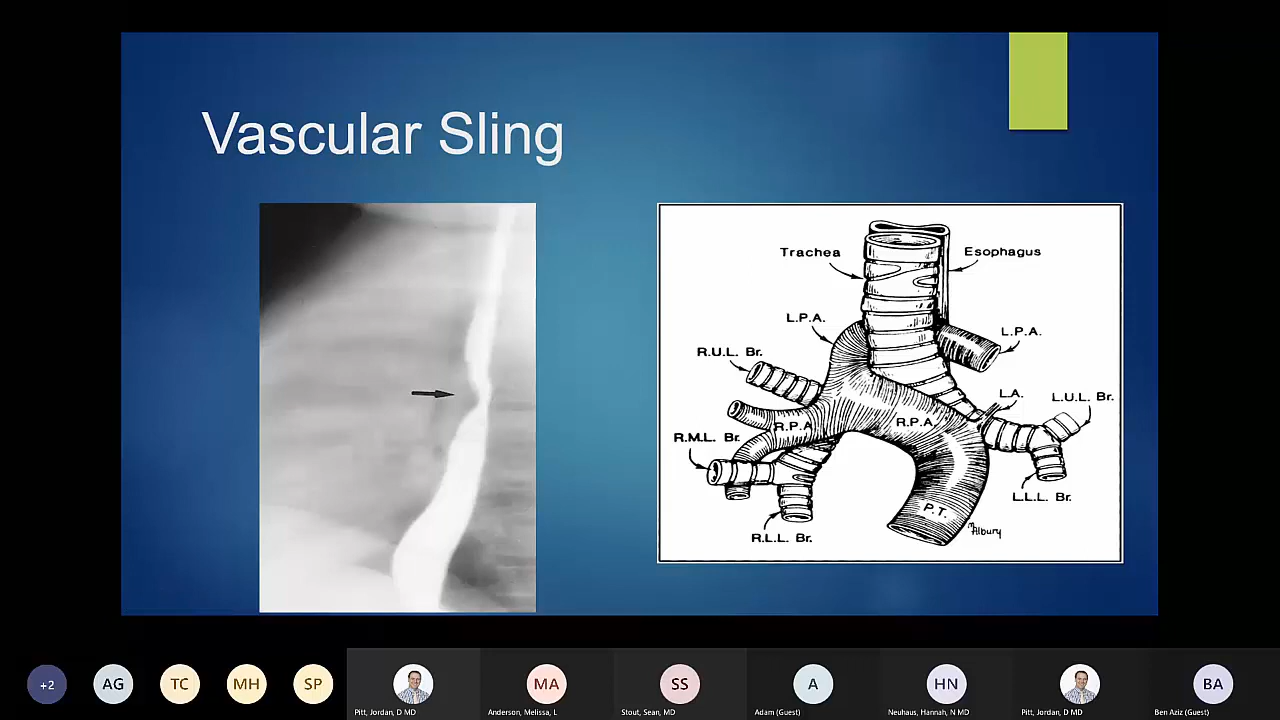 Vascular Sling
Trachea
Esophagus
L.P.A.
L.P.A.
R.U.L. Br.
L.A.
L.U.L. Br.
R.P.A.
R.P.A.
R.M.L. Br.
L.L.L. Br.
P.T.
Albury
R.L.L. Br.
+2
AG
TC
MH
SP
MA
SS
A
HN
BA
Pitt, Jordan, D MD
Anderson, Melissa, L
Stout, Sean, MD
Adam (Guest)
Neuhaus, Hannah, N MD
Pitt, Jordan, D MD
Ben Aziz (Guest)